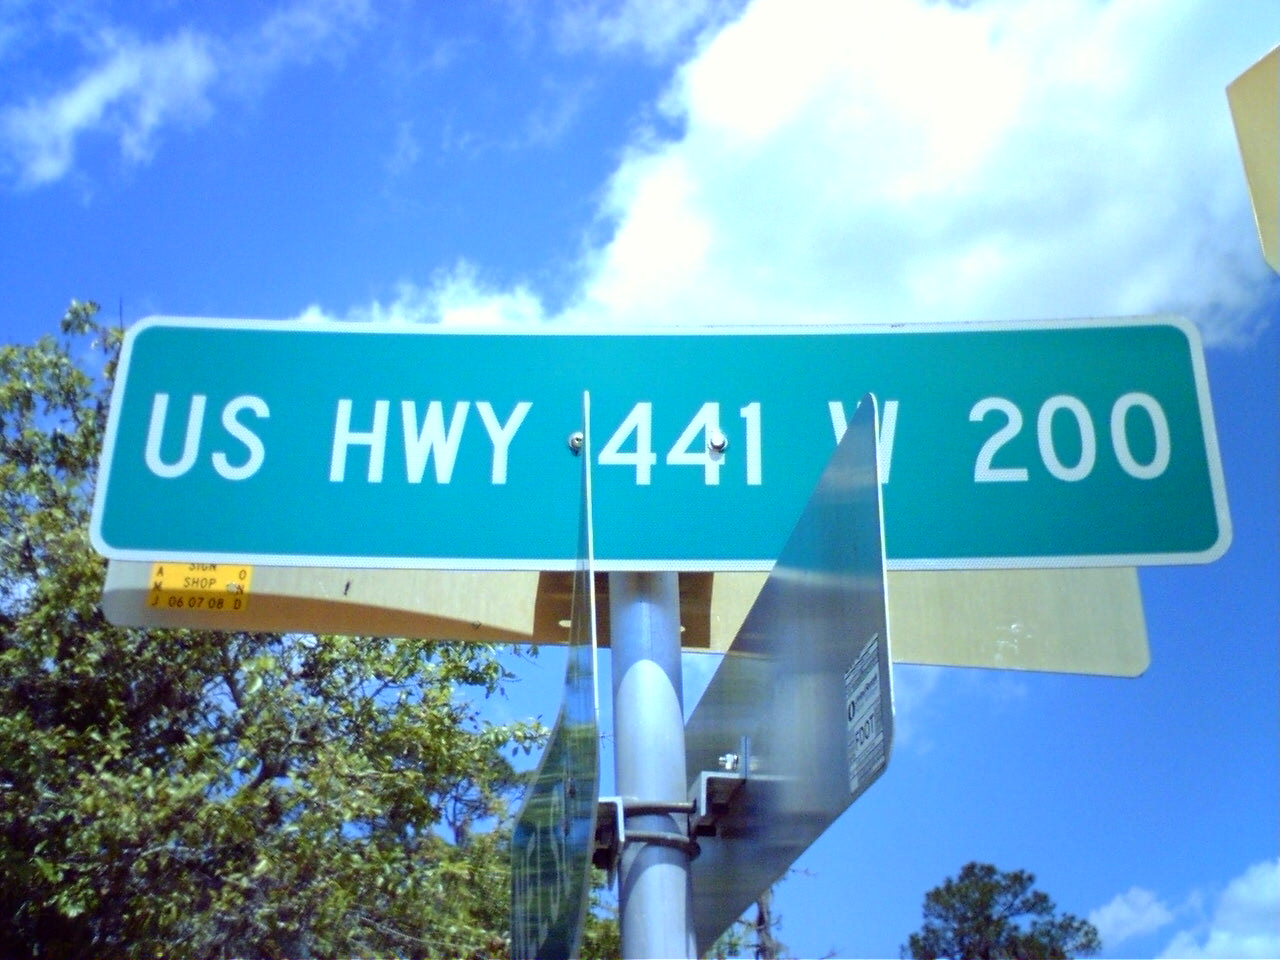 US HWY 441 W 200
SIGN
A SHOP O
M N
J 06 07 08 D
FDOT